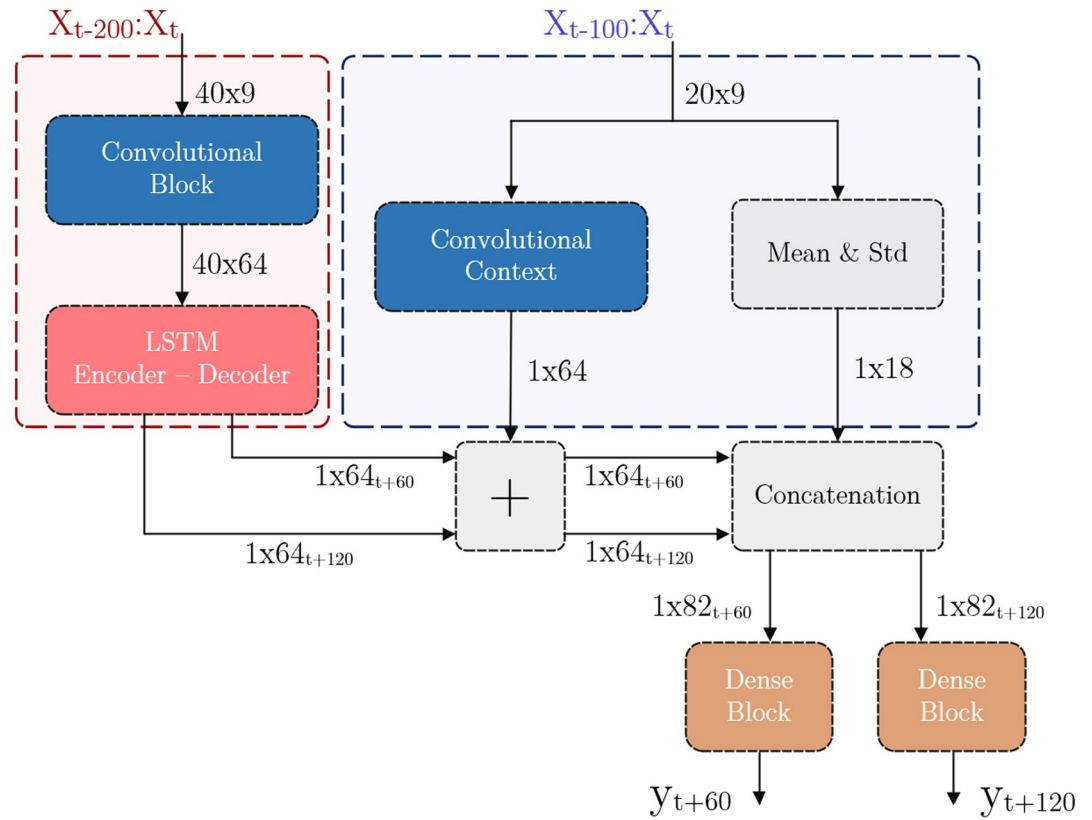 Xt-200:Xt
Xt-100:Xt
40x9
20x9
Convolutional
Block
Convolutional
Context
Mean & Std
40x64
LSTM
Encoder – Decoder
1x64
1x18
1x64t+60
1x64t+120
+
1x64t+60
1x64t+120
Concatenation
1x82t+60
1x82t+120
Dense
Block
Dense
Block
yt+60
yt+120